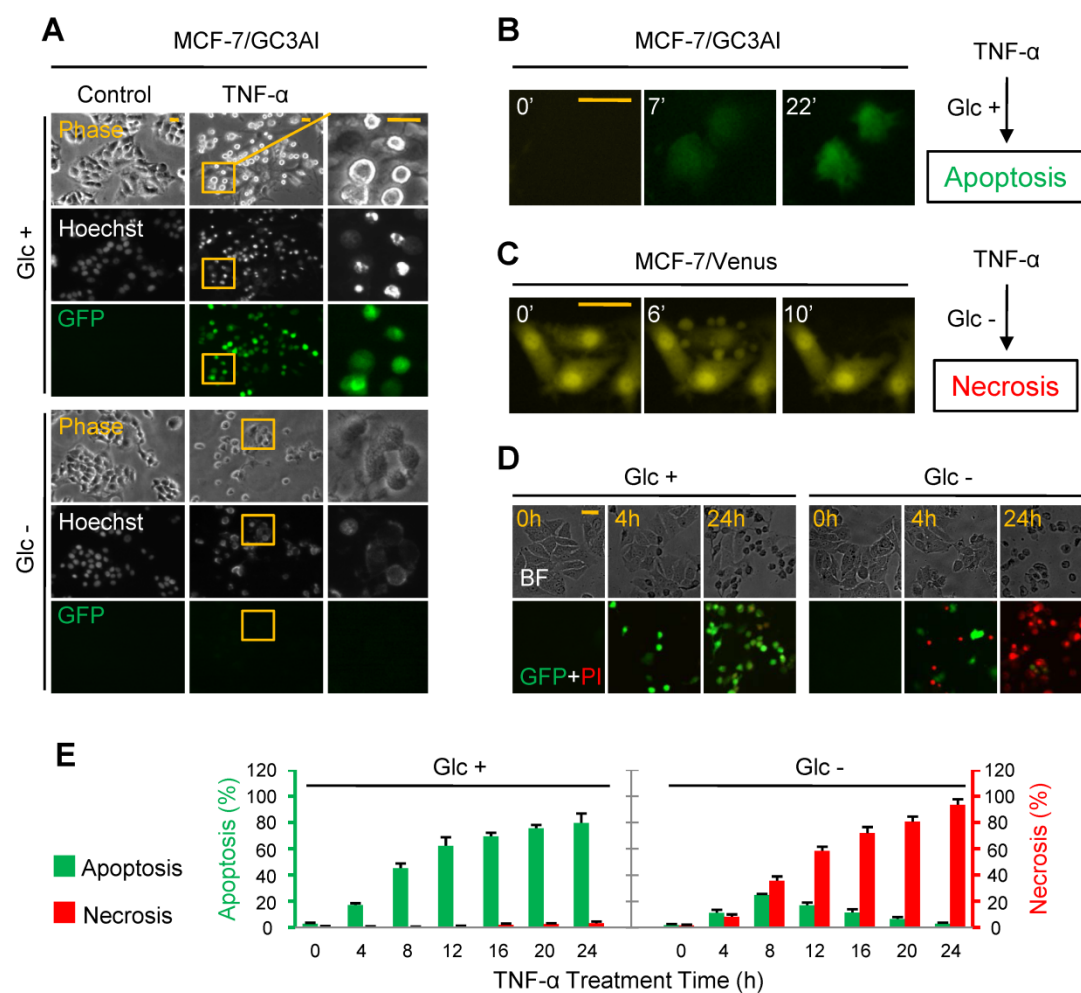 A
MCF-7/GC3AI
Control TNF-α
Glc +
Phase
Hoechst
GFP
Glc -
Phase
Hoechst
GFP
B
MCF-7/GC3AI
0’ 7’ 22’
TNF-α
Glc +
Apoptosis
C
MCF-7/Venus
0’ 6’ 10’
TNF-α
Glc -
Necrosis
D
Glc + Glc -
0h 4h 24h 0h 4h 24h
BF
GFP+PI
E
Apoptosis
Necrosis
Glc + Glc -
Apoptosis (%)
120
100
80
60
40
20
0
120
100
80
60
40
20
0
Necrosis (%)
0 4 8 12 16 20 24 0 4 8 12 16 20 24
TNF-α Treatment Time (h)